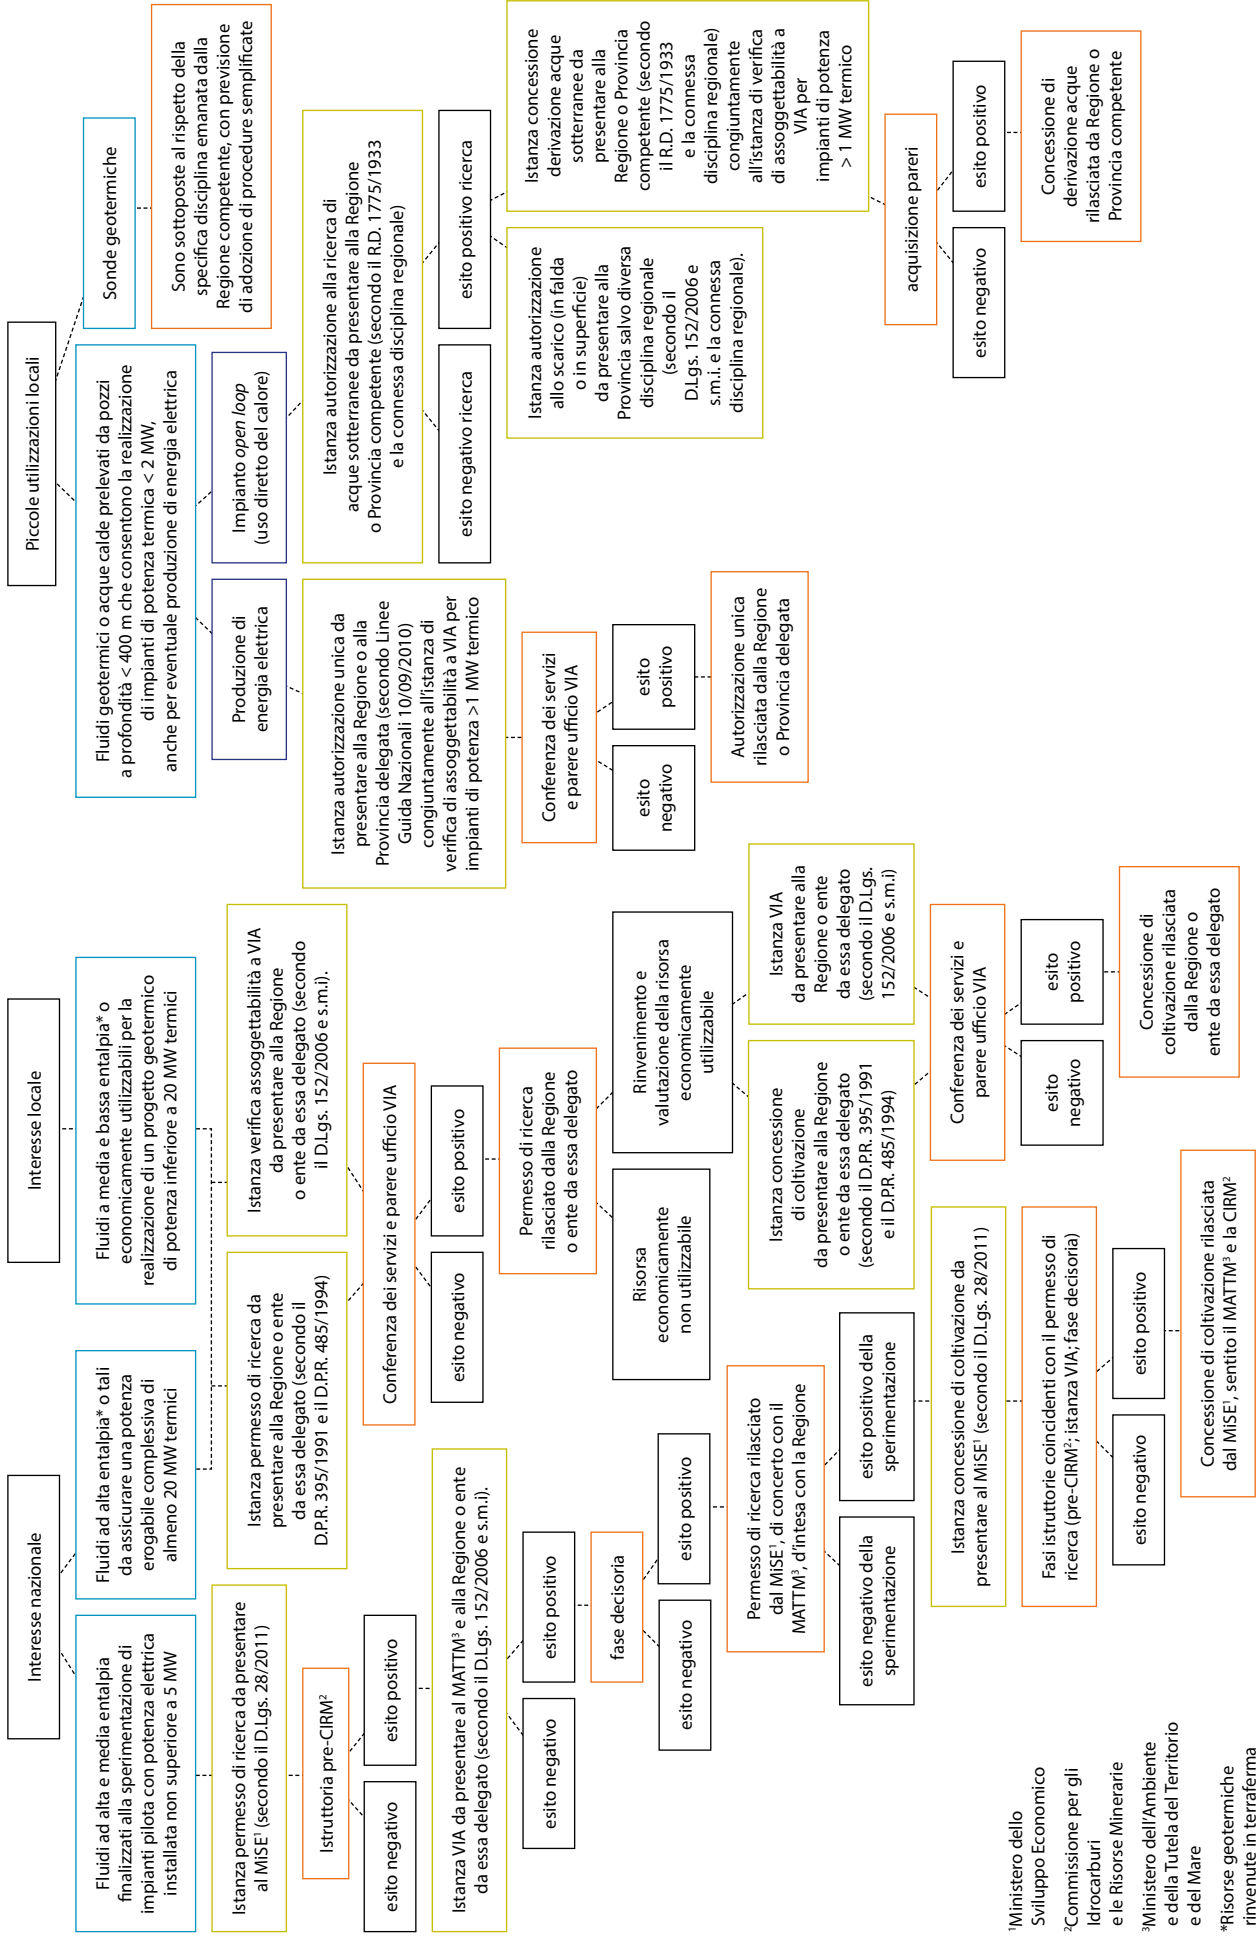 Interesse nazionale
Fluidi ad alta e media entalpia
finalizzati alla sperimentazione di
impianti pilota con potenza elettrica
installata non superiore a 5 MW
Fluidi ad alta entalpia* o tali
da assicurare una potenza
erogabile complessiva di
almeno 20 MW termici
Istanza permesso di ricerca da presentare
al MiSE¹ (secondo il D.Lgs. 28/2011)
Istruttoria pre-CIRM²
esito negativo
esito positivo
Istanza VIA da presentare al MATTM³ e alla Regione o ente
da essa delegato (secondo il D.Lgs. 152/2006 e s.m.i).
esito negativo
esito positivo
fase decisoria
esito negativo
esito positivo
Permesso di ricerca rilasciato
dal MiSE¹, di concerto con il
MATTM³, d'intesa con la Regione
esito negativo della
sperimentazione
esito positivo della
sperimentazione
Istanza concessione di coltivazione da
presentare al MiSE¹ (secondo il D.Lgs. 28/2011)
Fasi istruttorie coincidenti con il permesso di
ricerca (pre-CIRM²; istanza VIA; fase decisoria)
esito negativo
esito positivo
Concessione di coltivazione rilasciata
dal MiSE¹, sentito il MATTM³ e la CIRM²
Interesse locale
Fluidi a media e bassa entalpia* o
economicamente utilizzabili per la
realizzazione di un progetto geotermico
di potenza inferiore a 20 MW termici
Istanza permesso di ricerca da
presentare alla Regione o ente
da essa delegato (secondo il
D.P.R. 395/1991 e il D.P.R. 485/1994)
Istanza verifica assoggettabilità a VIA
da presentare alla Regione
o ente da essa delegato (secondo
il D.Lgs. 152/2006 e s.m.i).
Conferenza dei servizi e parere ufficio VIA
esito negativo
esito positivo
Permesso di ricerca
rilasciato dalla Regione
o ente da essa delegato
Risorsa
economicamente
non utilizzabile
Rinvenimento e
valutazione della risorsa
economicamente
utilizzabile
Istanza concessione
di coltivazione
da presentare alla Regione
o ente da essa delegato
(secondo il D.P.R. 395/1991
e il D.P.R. 485/1994)
Istanza VIA
da presentare alla
Regione o ente
da essa delegato
(secondo il D.Lgs.
152/2006 e s.m.i)
Conferenza dei servizi e
parere ufficio VIA
esito
negativo
esito
positivo
Concessione di
coltivazione rilasciata
dalla Regione o
ente da essa delegato
Piccole utilizzazioni locali
Fluidi geotermici o acque calde prelevati da pozzi
a profondità < 400 m che consentono la realizzazione
di impianti di potenza termica < 2 MW,
anche per eventuale produzione di energia elettrica
Sonde geotermiche
Sono sottoposte al rispetto della
specifica disciplina emanata dalla
Regione competente, con previsione
di adozione di procedure semplificate
Produzione di
energia elettrica
Impianto open loop
(uso diretto del calore)
Istanza autorizzazione unica da
presentare alla Regione o alla
Provincia delegata (secondo Linee
Guida Nazionali 10/09/2010)
congiuntamente all'istanza di
verifica di assoggettabilità a VIA per
impianti di potenza >1 MW termico
Conferenza dei servizi
e parere ufficio VIA
esito
negativo
esito
positivo
Autorizzazione unica
rilasciata dalla Regione
o Provincia delegata
Istanza autorizzazione alla ricerca di
acque sotterranee da presentare alla Regione
o Provincia competente (secondo il R.D. 1775/1933
e la connessa disciplina regionale)
esito negativo ricerca
esito positivo ricerca
Istanza autorizzazione
allo scarico (in falda
o in superficie)
da presentare alla
Provincia salvo diversa
disciplina regionale
(secondo il
D.Lgs. 152/2006 e
s.m.i. e la connessa
disciplina regionale).
Istanza concessione
derivazione acque
sotterranee da
presentare alla
Regione o Provincia
competente (secondo
il R.D. 1775/1933
e la connessa
disciplina regionale)
congiuntamente
all'istanza di verifica
di assoggettabilità a
VIA per
impianti di potenza
> 1 MW termico
acquisizione pareri
esito negativo
esito positivo
Concessione di
derivazione acque
rilasciata da Regione o
Provincia competente
¹Ministero dello
Sviluppo Economico
²Commissione per gli
Idrocarburi
e le Risorse Minerarie
³Ministero dell'Ambiente
e della Tutela del Territorio
e del Mare
*Risorse geotermiche
rinvenute in terraferma